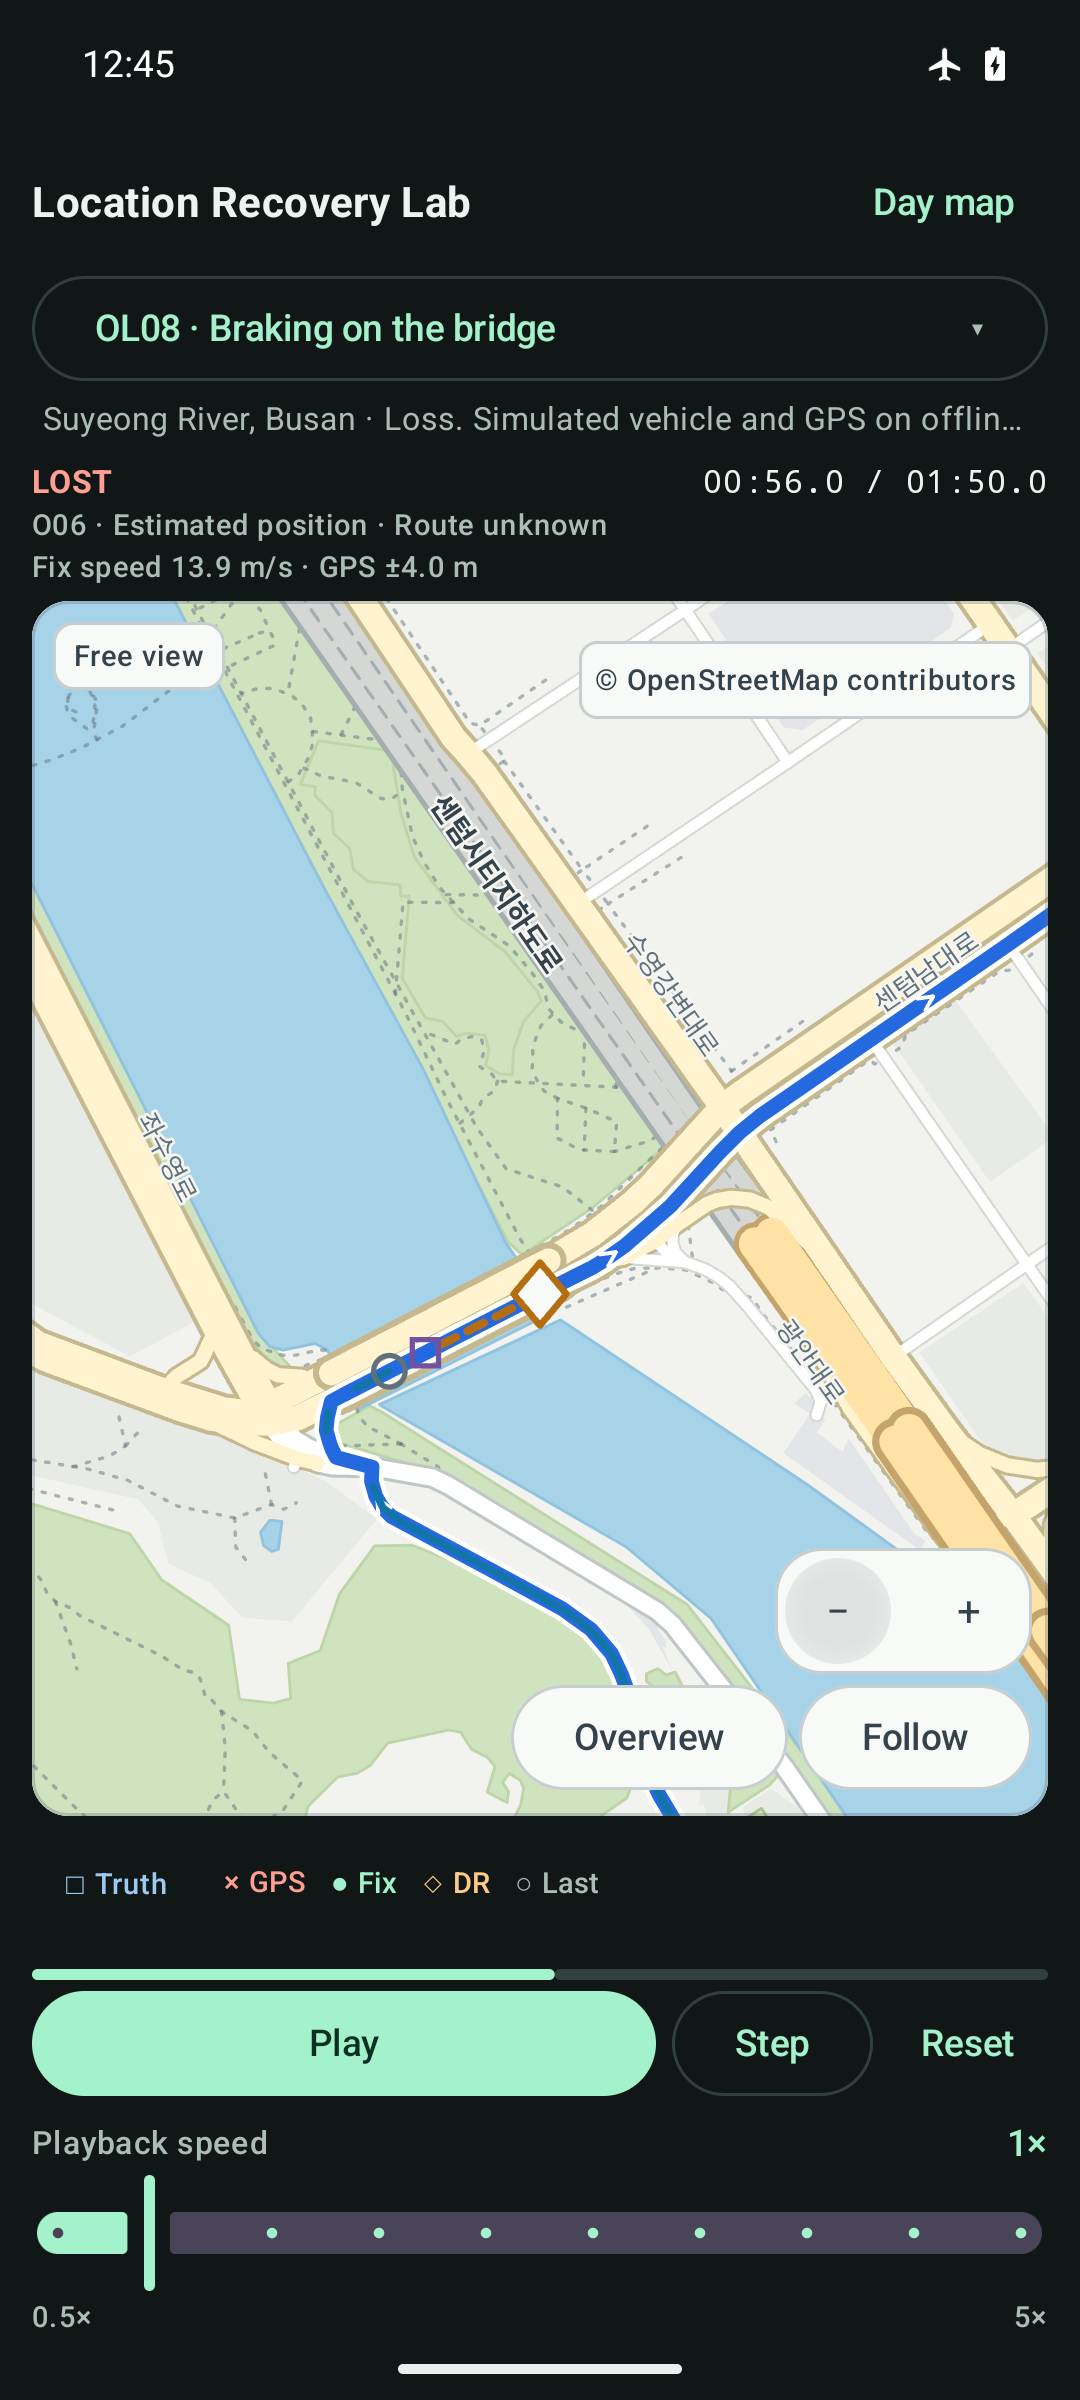 12:45
Location Recovery Lab
Day map
OL08 · Braking on the bridge
Suyeong River, Busan · Loss. Simulated vehicle and GPS on offlin…
LOST
00:56.0 / 01:50.0
O06 · Estimated position · Route unknown
Fix speed 13.9 m/s · GPS ±4.0 m
Free view
© OpenStreetMap contributors
센텀시티지하도로
수영강변대로
센텀남대로
좌수영로
광안대로
− +
Overview
Follow
□ Truth × GPS ● Fix ◇ DR ○ Last
Play
Step
Reset
Playback speed
1×
0.5×
5×